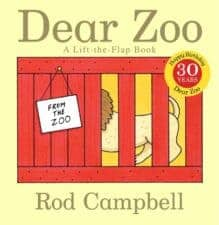 Dear Zoo
A Lift-the-Flap Book
Happy Birthday
30
YEARS
Dear Zoo
FROM
THE
ZOO
Rod Campbell